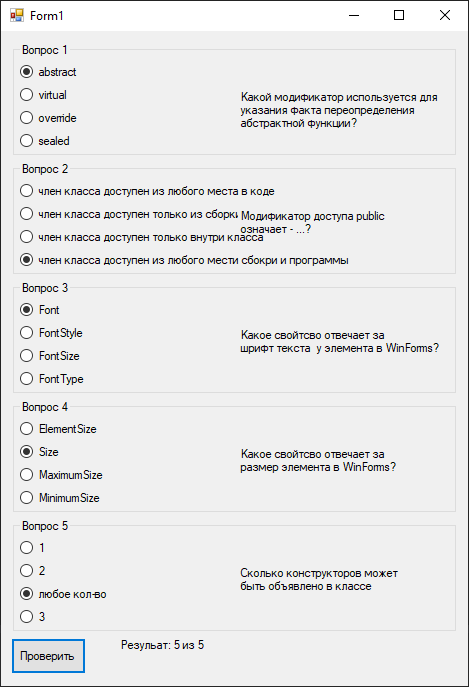 Form1
Вопрос 1
abstract
virtual
override
sealed
Какой модификатор используется для
указания факта переопределения
абстрактной функции?
Вопрос 2
член класса доступен из любого места в коде
член класса доступен только из сборки
член класса доступен только внутри класса
член класса доступен из любого мести сбокри и программы
Модификатор доступа public
означает - ...?
Вопрос 3
Font
FontStyle
FontSize
FontType
Какое свойтсво отвечает за
шрифт текста у элемента в WinForms?
Вопрос 4
ElementSize
Size
MaximumSize
MinimumSize
Какое свойтсво отвечает за
размер элемента в WinForms?
Вопрос 5
1
2
любое кол-во
3
Сколько конструкторов может
быть объявлено в классе
Проверить
Резульат: 5 из 5